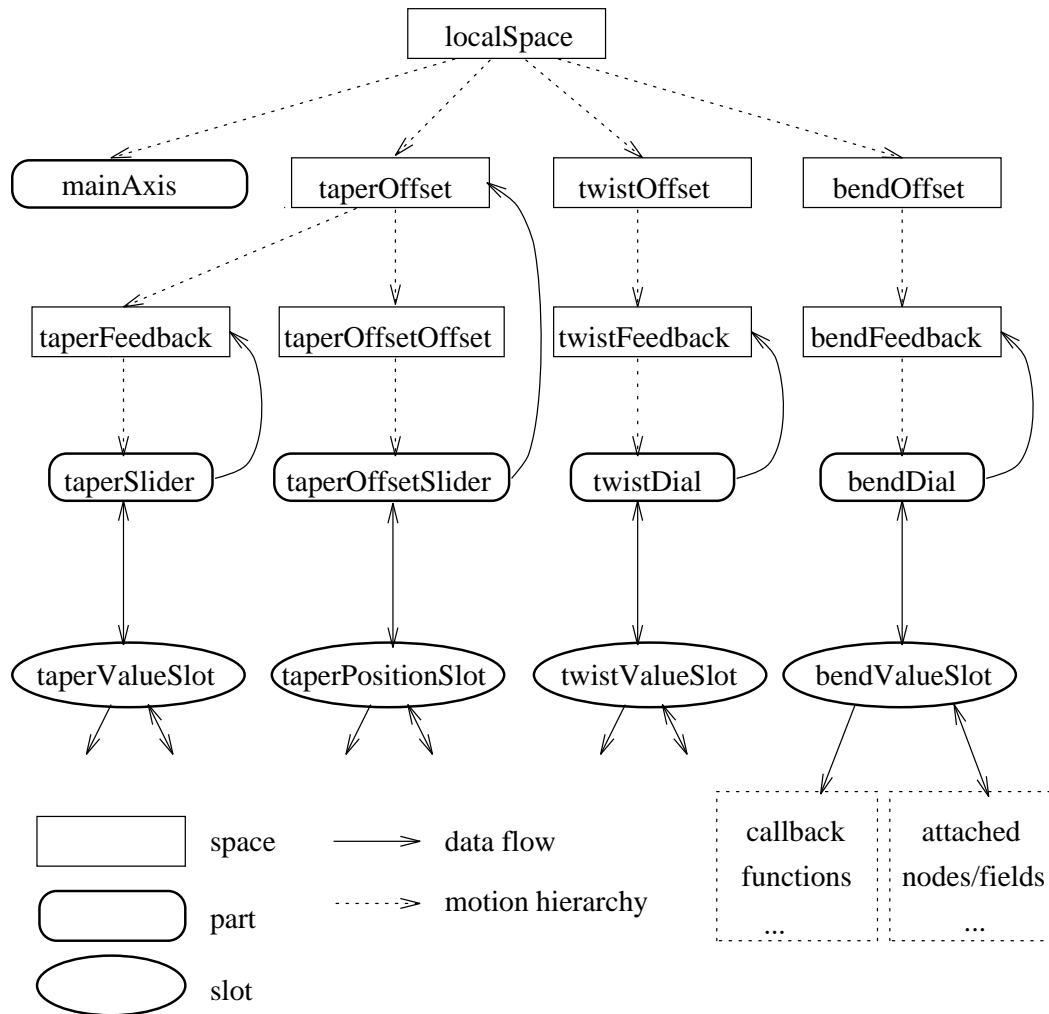 localSpace
mainAxis
taperOffset
twistOffset
bendOffset
taperFeedback
taperOffsetOffset
twistFeedback
bendFeedback
taperSlider
taperOffsetSlider
twistDial
bendDial
taperValueSlot
taperPositionSlot
twistValueSlot
bendValueSlot
callback
functions
...
attached
nodes/fields
...
space
data flow
part
motion hierarchy
slot